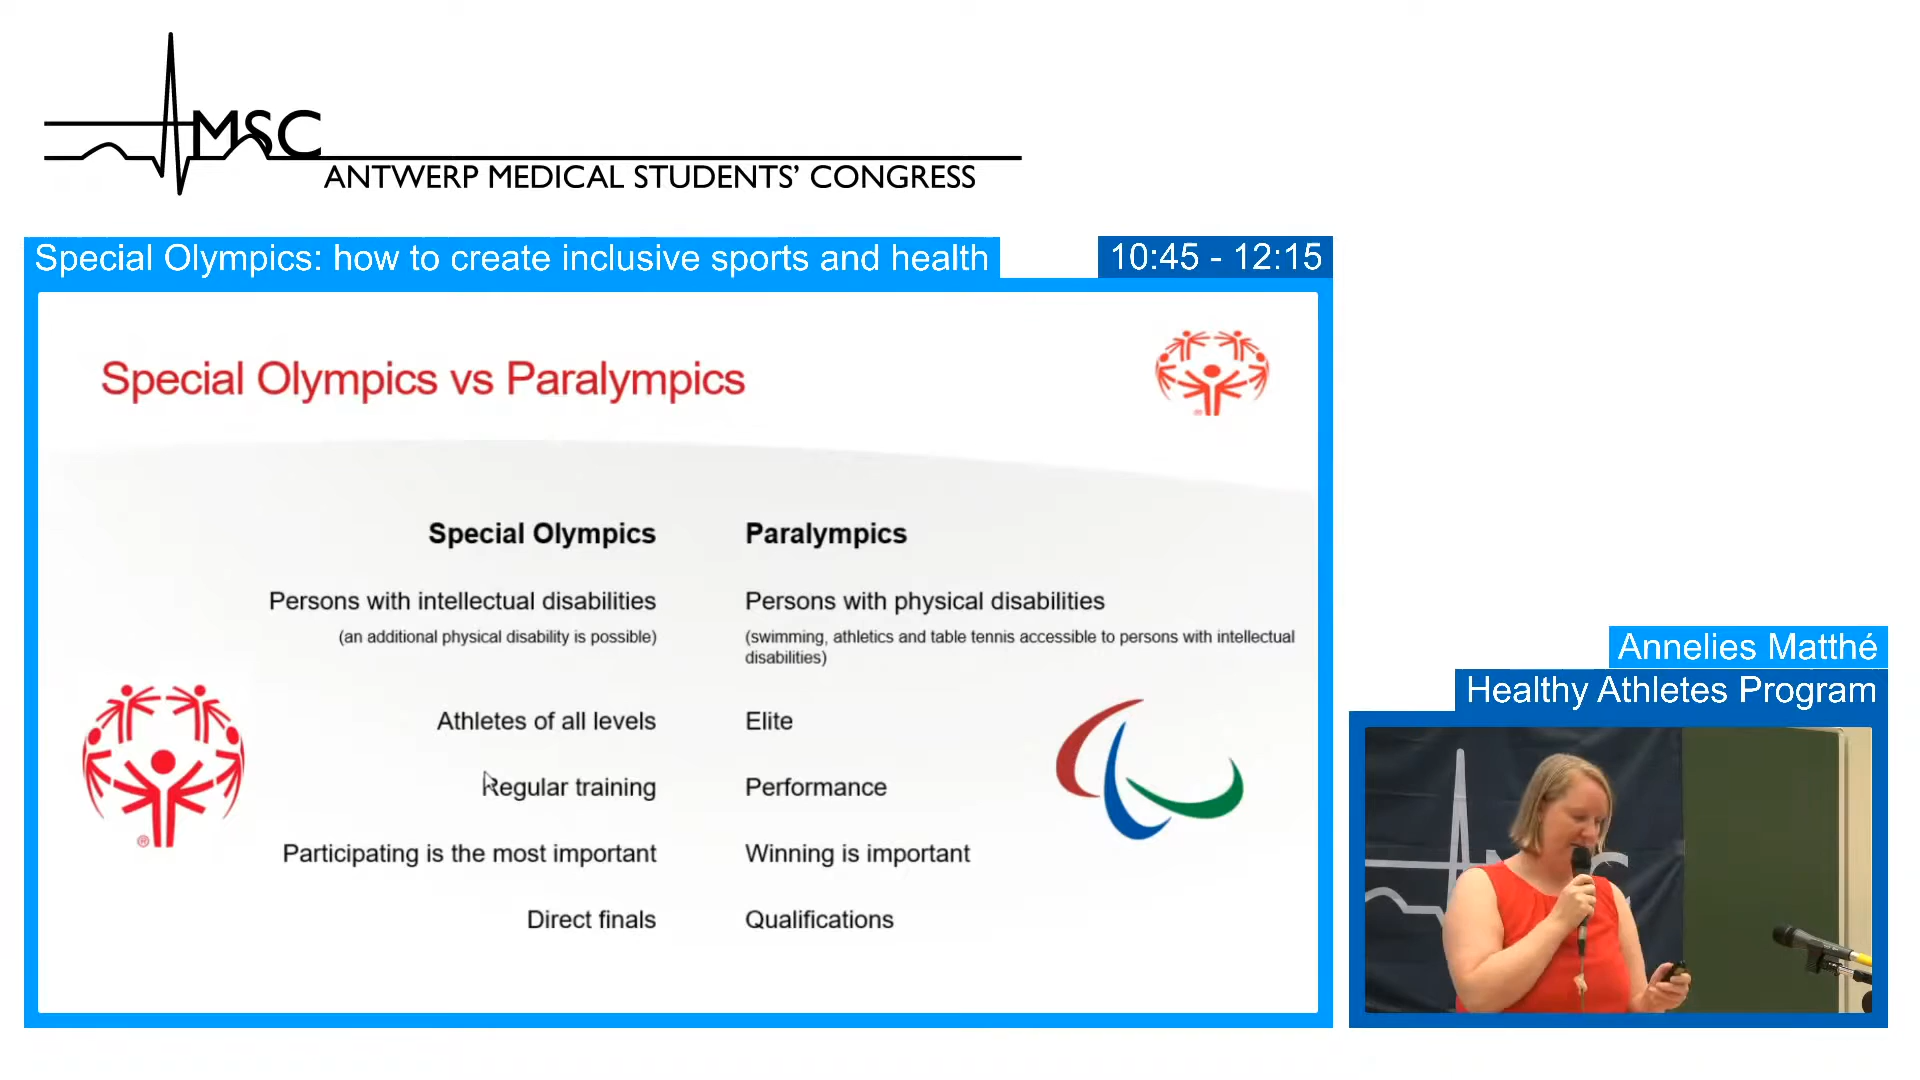 AMSC
ANTWERP MEDICAL STUDENTS’ CONGRESS
Special Olympics: how to create inclusive sports and health
10:45 - 12:15
Special Olympics vs Paralympics
Special Olympics
Paralympics
Persons with intellectual disabilities
(an additional physical disability is possible)
Persons with physical disabilities
(swimming, athletics and table tennis accessible to persons with intellectual
disabilities)
Athletes of all levels
Elite
Regular training
Performance
Participating is the most important
Winning is important
Direct finals
Qualifications
®
®
Annelies Matthé
Healthy Athletes Program